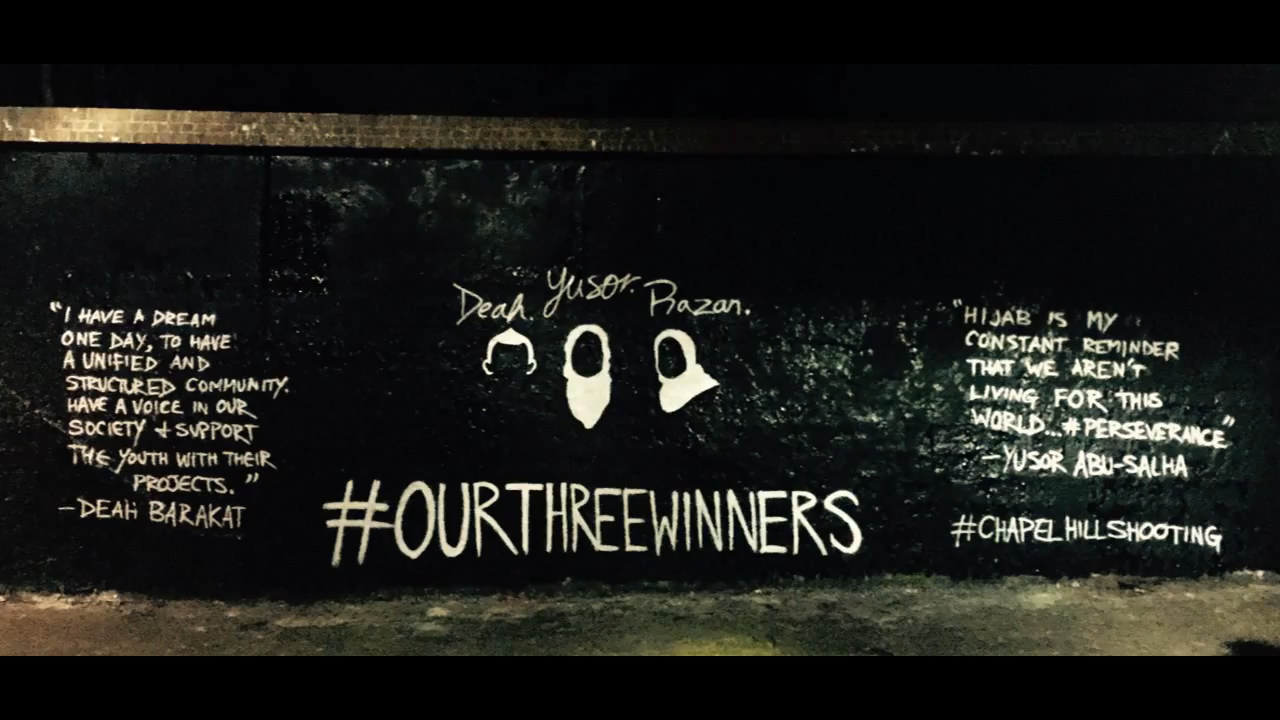 "I HAVE A DREAM
ONE DAY, TO HAVE
A UNIFIED AND
STRUCTURED COMMUNITY.
HAVE A VOICE IN OUR
SOCIETY + SUPPORT
THE YOUTH WITH THEIR
PROJECTS."
-DEAH BARAKAT
Deah. Yusor. Razan.
#OURTHREEWINNERS
"HIJAB IS MY
CONSTANT REMINDER
THAT WE AREN'T
LIVING FOR THIS
WORLD...#PERSEVERANCE"
-YUSOR ABU-SALHA
#CHAPELHILLSHOOTING